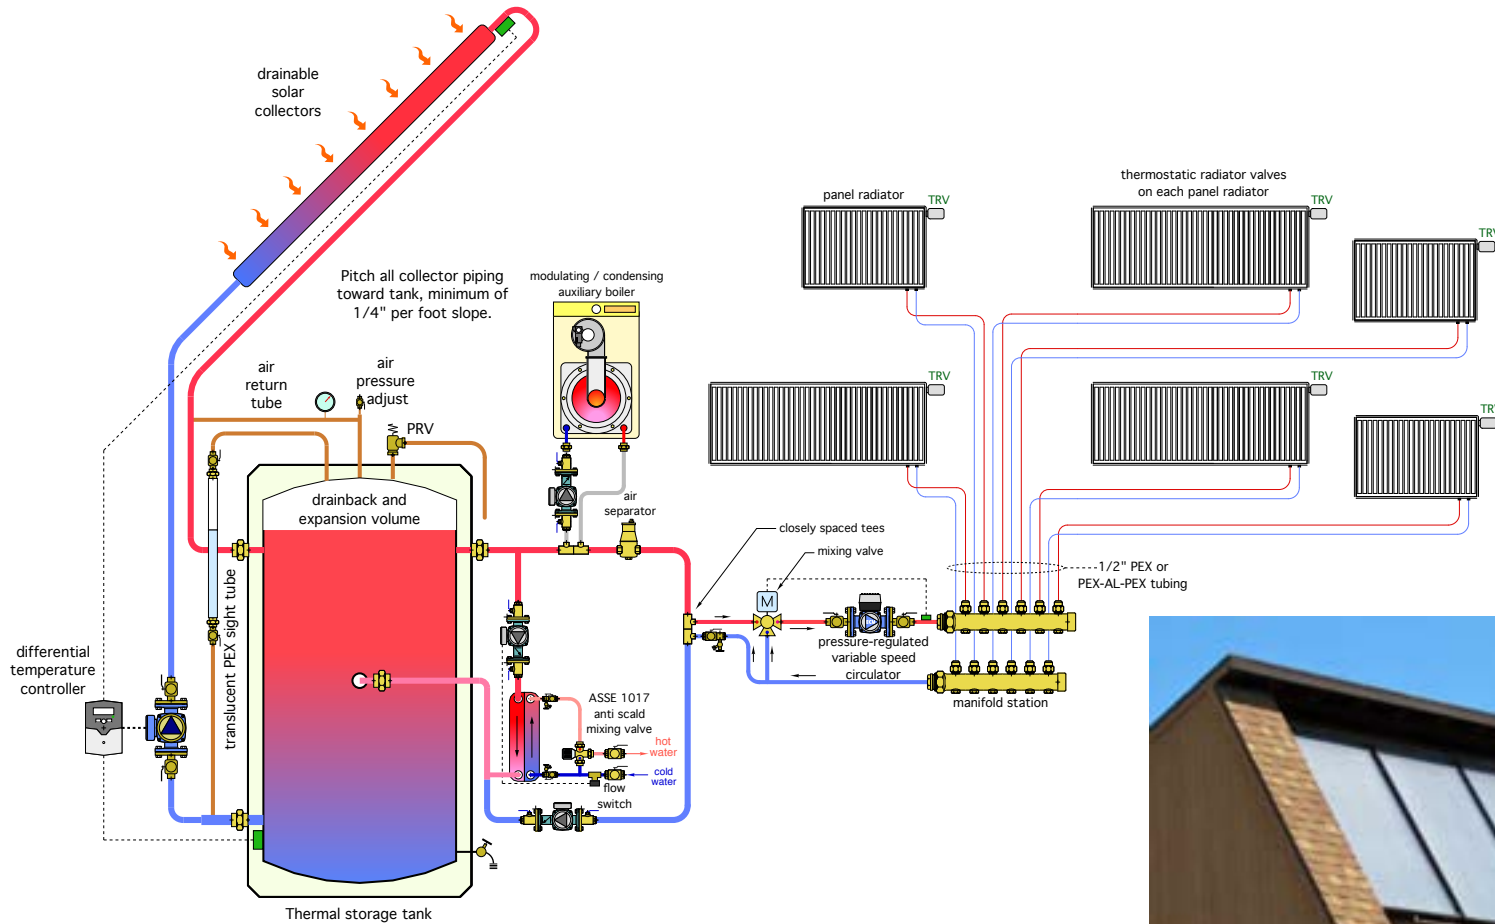 drainable
solar
collectors
Pitch all collector piping
toward tank, minimum of
1/4" per foot slope.
modulating / condensing
auxiliary boiler
panel radiator
thermostatic radiator valves
on each panel radiator
TRV
TRV
TRV
TRV
TRV
TRV
air
return
tube
air
pressure
adjust
PRV
drainback and
expansion volume
air
separator
closely spaced tees
mixing valve
M
1/2" PEX or
PEX-AL-PEX tubing
translucent PEX sight tube
differential
temperature
controller
pressure-regulated
variable speed
circulator
manifold station
ASSE 1017
anti scald
mixing valve
hot
water
cold
water
flow
switch
Thermal storage tank